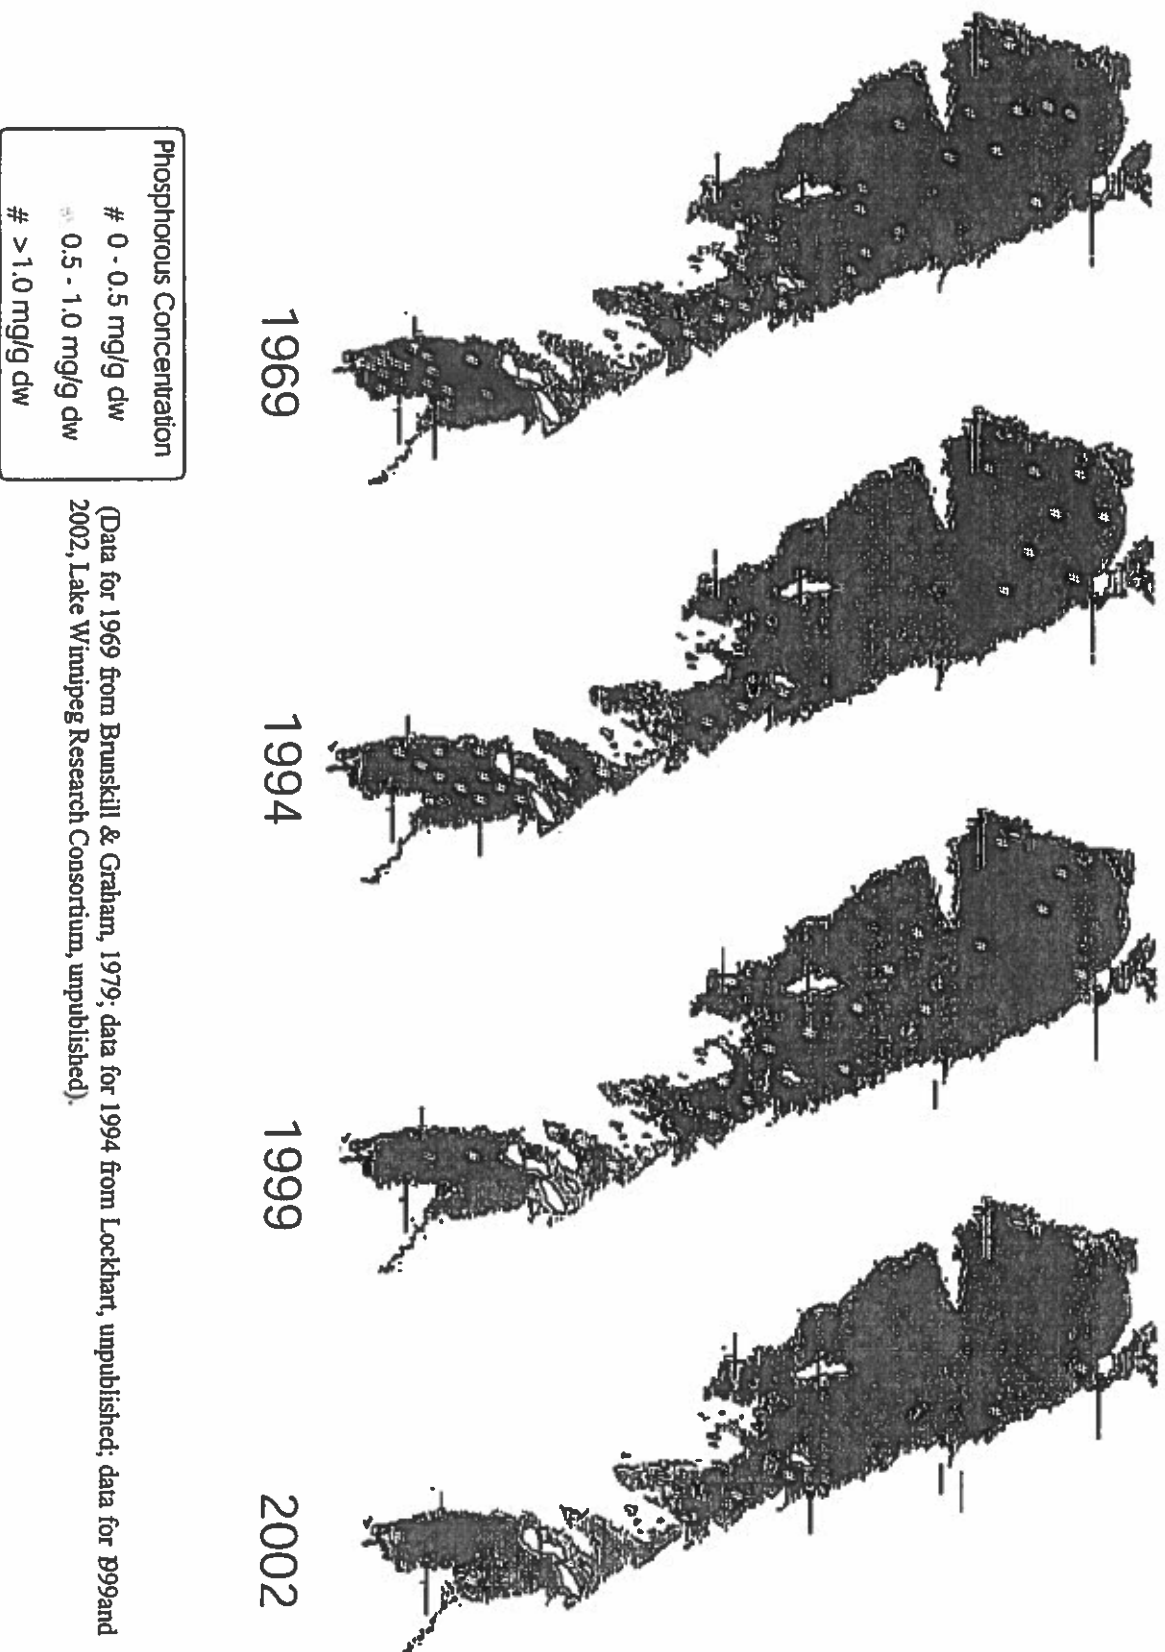 1969
1994
1999
2002
Phosphorous Concentration
# 0 - 0.5 mg/g dw
# 0.5 - 1.0 mg/g dw
# >1.0 mg/g dw
(Data for 1969 from Brunskill & Graham, 1979; data for 1994 from Lockhart, unpublished; data for 1999and
2002, Lake Winnipeg Research Consortium, unpublished).